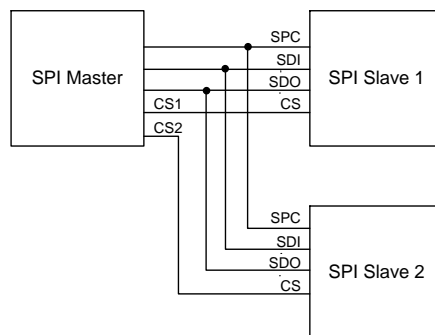 SPC
SDI
SPI Master
SPI Slave 1
SDO
CS1
CS
CS2
SPC
SDI
SPI Slave 2
SDO
CS